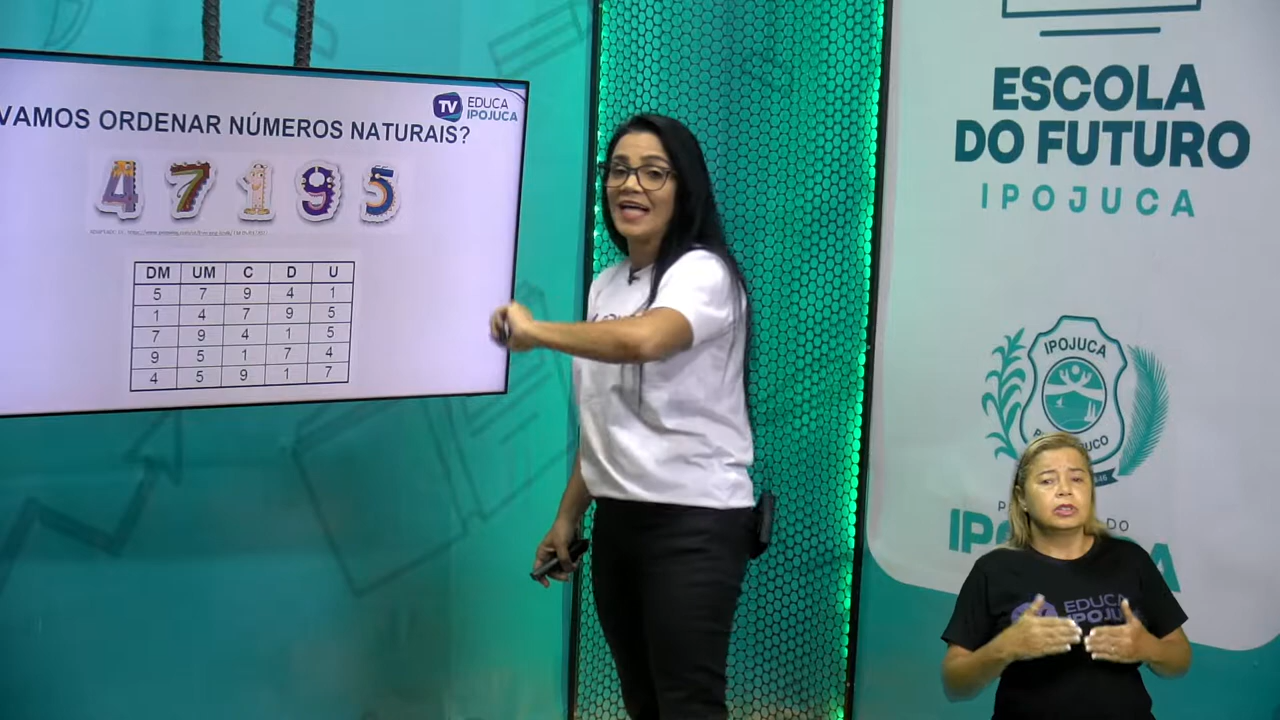 VAMOS ORDENAR NÚMEROS NATURAIS?
TV EDUCA
IPOJUCA
4 7 1 9 5
DM UM C D U
5 7 9 4 1
1 4 7 9 5
7 9 4 1 5
9 5 1 7 4
4 5 9 1 7
ESCOLA
DO FUTURO
IPOJUCA
IPOJUCA
EDUCA